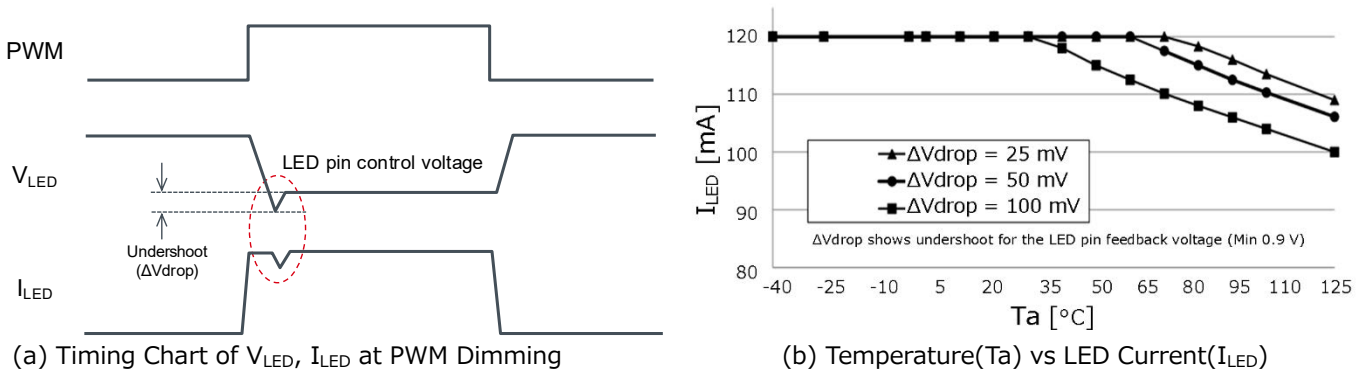 PWM
LED pin control voltage
VLED
Undershoot
(ΔVdrop)
ILED
(a) Timing Chart of VLED, ILED at PWM Dimming
120
110
100
90
80
ILED [mA]
ΔVdrop = 25 mV
ΔVdrop = 50 mV
ΔVdrop = 100 mV
ΔVdrop shows undershoot for the LED pin feedback voltage (Min 0.9 V)
-40 -25 -10 5 20 35 50 65 80 95 110 125
Ta [°C]
(b) Temperature(Ta) vs LED Current(ILED)